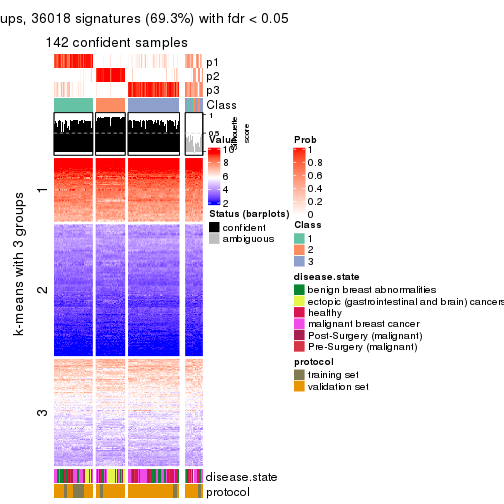 ups, 36018 signatures (69.3%) with fdr < 0.05
142 confident samples
p1
p2
p3
Class
1
0.5
0
Silhouette
score
k-means with 3 groups
1
2
3
disease.state
protocol
Value
10
8
6
4
2
Status (barplots)
confident
ambiguous
Prob
1
0.8
0.6
0.4
0.2
0
Class
1
2
3
disease.state
benign breast abnormalities
ectopic (gastrointestinal and brain) cancers
healthy
malignant breast cancer
Post-Surgery (malignant)
Pre-Surgery (malignant)
protocol
training set
validation set